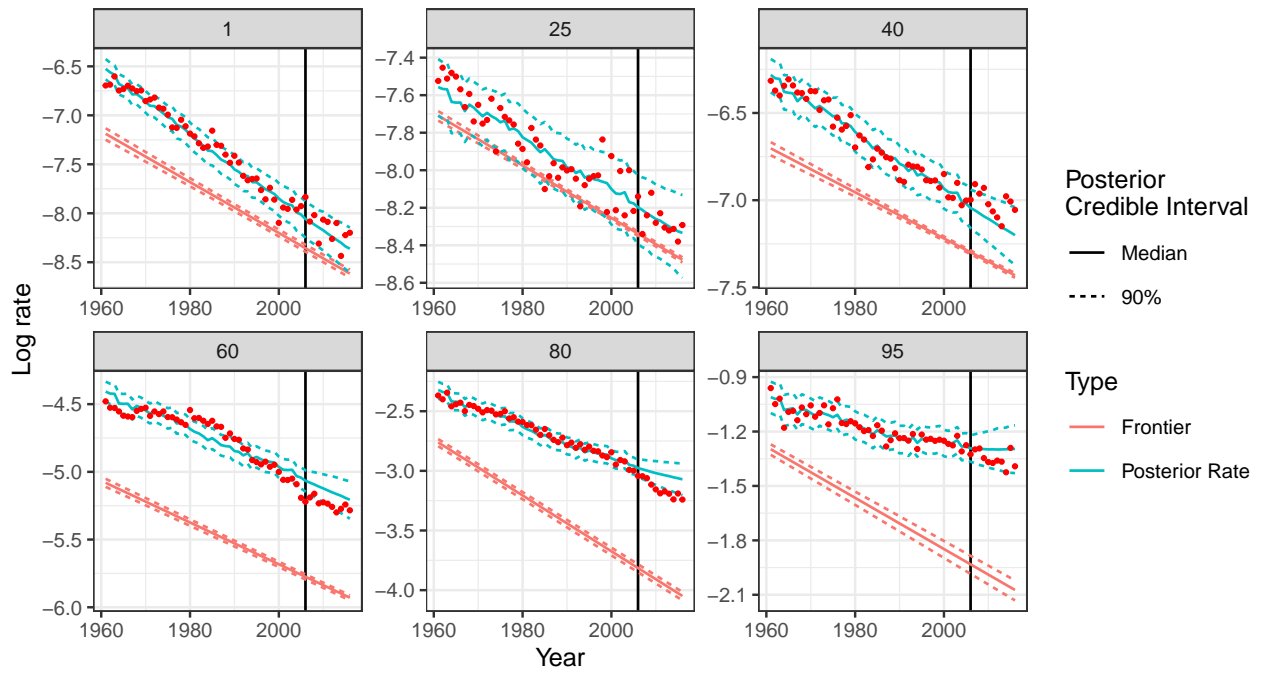 1
25
40
−6.5
−7.0
−7.5
−8.0
−8.5
−7.4
−7.6
−7.8
−8.0
−8.2
−8.4
−8.6
−6.5
−7.0
−7.5
1960 1980 2000
1960 1980 2000
1960 1980 2000
60
80
95
−4.5
−5.0
−5.5
−6.0
−2.5
−3.0
−3.5
−4.0
−0.9
−1.2
−1.5
−1.8
−2.1
1960 1980 2000
1960 1980 2000
1960 1980 2000
Log rate
Year
Posterior
Credible Interval
Median
90%
Type
Frontier
Posterior Rate